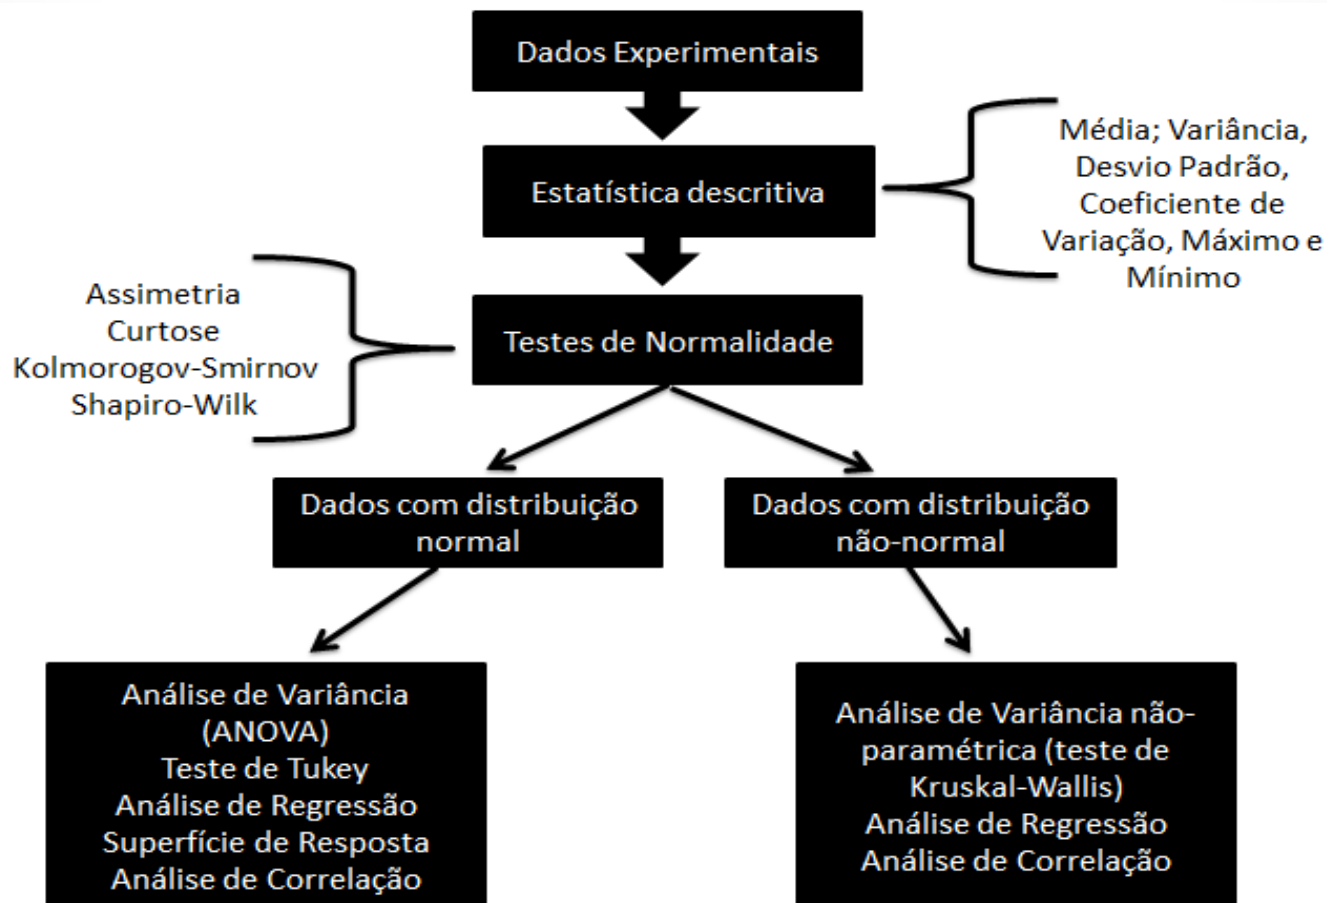 Dados Experimentais
Média; Variância,
Desvio Padrão,
Coeficiente de
Variação, Máximo e
Mínimo
Estatística descritiva
Assimetria
Curtose
Kolmorogov-Smirnov
Shapiro-Wilk
Testes de Normalidade
Dados com distribuição
normal
Dados com distribuição
não-normal
Análise de Variância
(ANOVA)
Teste de Tukey
Análise de Regressão
Superfície de Resposta
Análise de Correlação
Análise de Variância não-
paramétrica (teste de
Kruskal-Wallis)
Análise de Regressão
Análise de Correlação